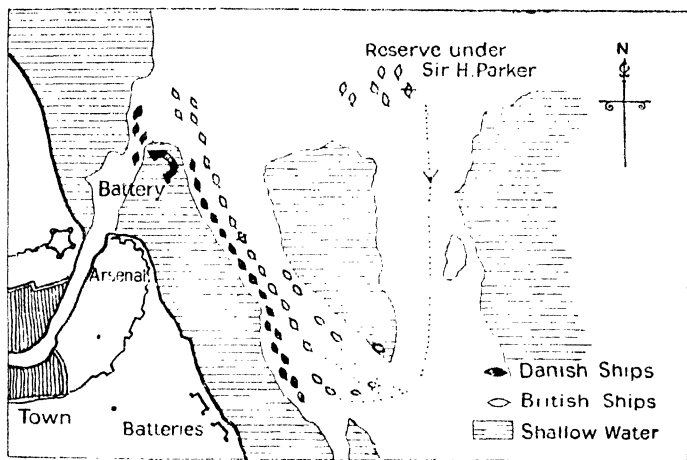 Reserve under
Sir H. Parker
N
Battery
Arsenal
Town
Batteries
Danish Ships
British Ships
Shallow Water